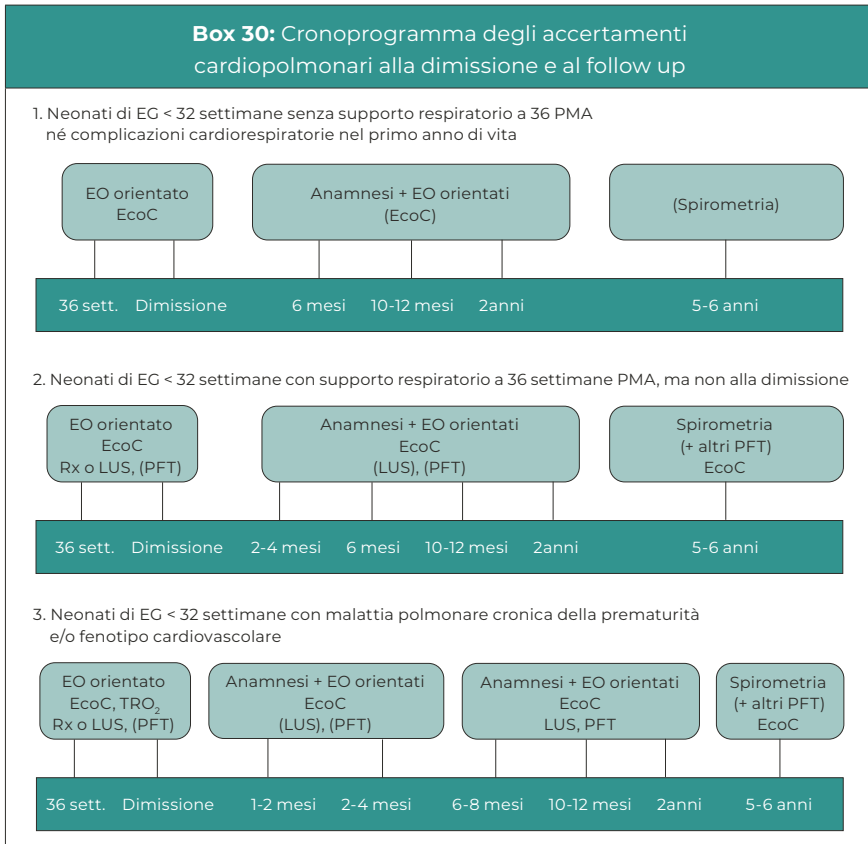 Box 30: Cronoprogramma degli accertamenti
cardiopolmonari alla dimissione e al follow up
1. Neonati di EG < 32 settimane senza supporto respiratorio a 36 PMA
né complicazioni cardiorespiratorie nel primo anno di vita
EO orientato
EcoC
Anamnesi + EO orientati
(EcoC)
(Spirometria)
36 sett. Dimissione 6 mesi 10-12 mesi 2anni 5-6 anni
2. Neonati di EG < 32 settimane con supporto respiratorio a 36 settimane PMA, ma non alla dimissione
EO orientato
EcoC
Rx o LUS, (PFT)
Anamnesi + EO orientati
EcoC
(LUS), (PFT)
Spirometria
(+ altri PFT)
EcoC
36 sett. Dimissione 2-4 mesi 6 mesi 10-12 mesi 2anni 5-6 anni
3. Neonati di EG < 32 settimane con malattia polmonare cronica della prematurità
e/o fenotipo cardiovascolare
EO orientato
EcoC, TRO₂
Rx o LUS, (PFT)
Anamnesi + EO orientati
EcoC
(LUS), (PFT)
Anamnesi + EO orientati
EcoC
LUS, PFT
Spirometria
(+ altri PFT)
EcoC
36 sett. Dimissione 1-2 mesi 2-4 mesi 6-8 mesi 10-12 mesi 2anni 5-6 anni